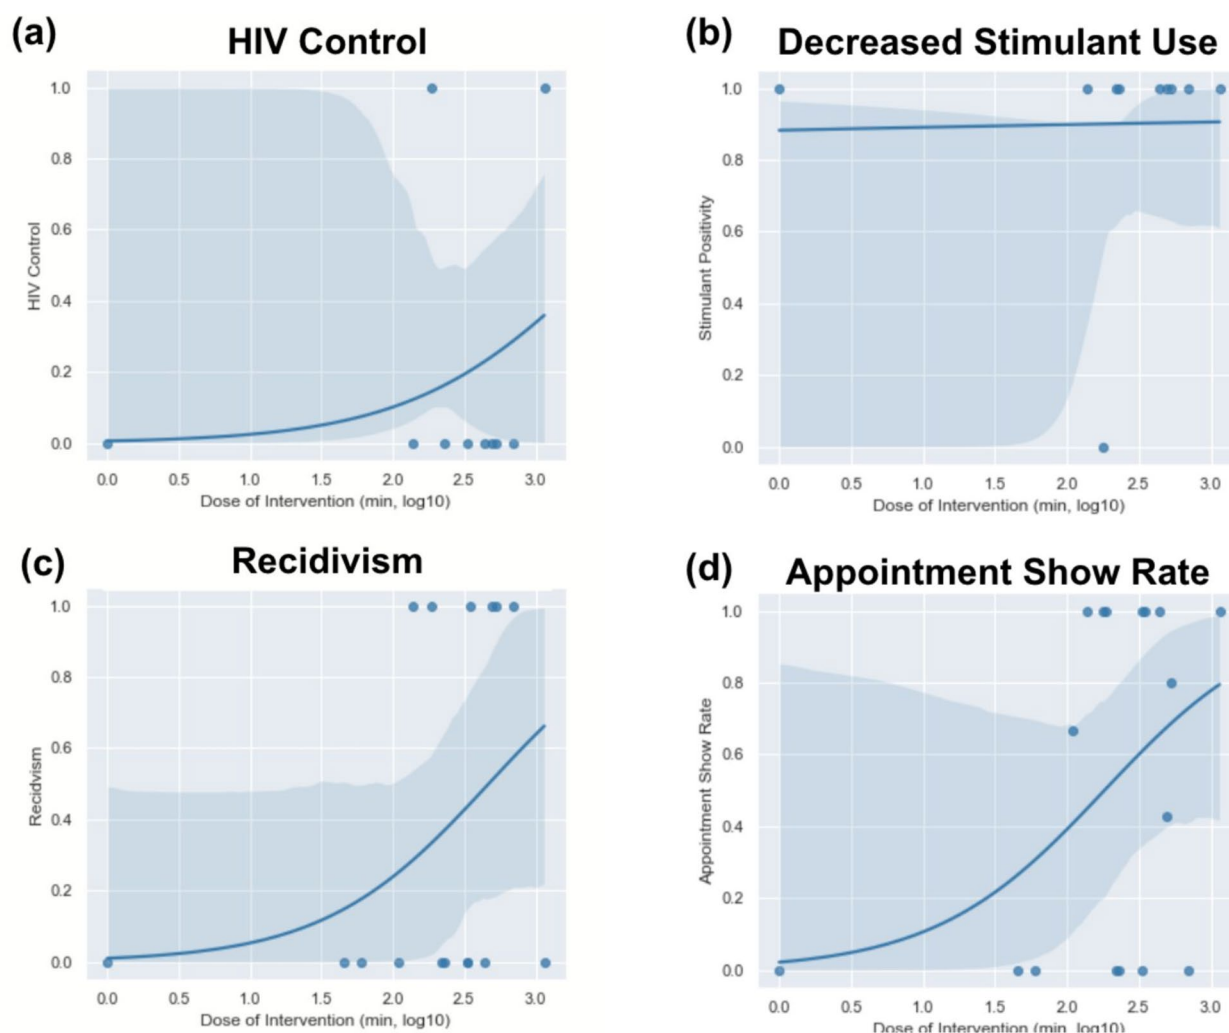 (a) HIV Control
1.0
0.8
0.6
0.4
0.2
0.0
HIV Control
0.0 0.5 1.0 1.5 2.0 2.5 3.0
Dose of Intervention (min, log10)
(b) Decreased Stimulant Use
1.0
0.8
0.6
0.4
0.2
0.0
Stimulant Positivity
0.0 0.5 1.0 1.5 2.0 2.5 3.0
Dose of Intervention (min, log10)
(c) Recidivism
1.0
0.8
0.6
0.4
0.2
0.0
Recidvism
0.0 0.5 1.0 1.5 2.0 2.5 3.0
Dose of Intervention (min, log10)
(d) Appointment Show Rate
1.0
0.8
0.6
0.4
0.2
0.0
Appointment Show Rate
0.0 0.5 1.0 1.5 2.0 2.5 3.0
Dose of Intervention (min, log10)